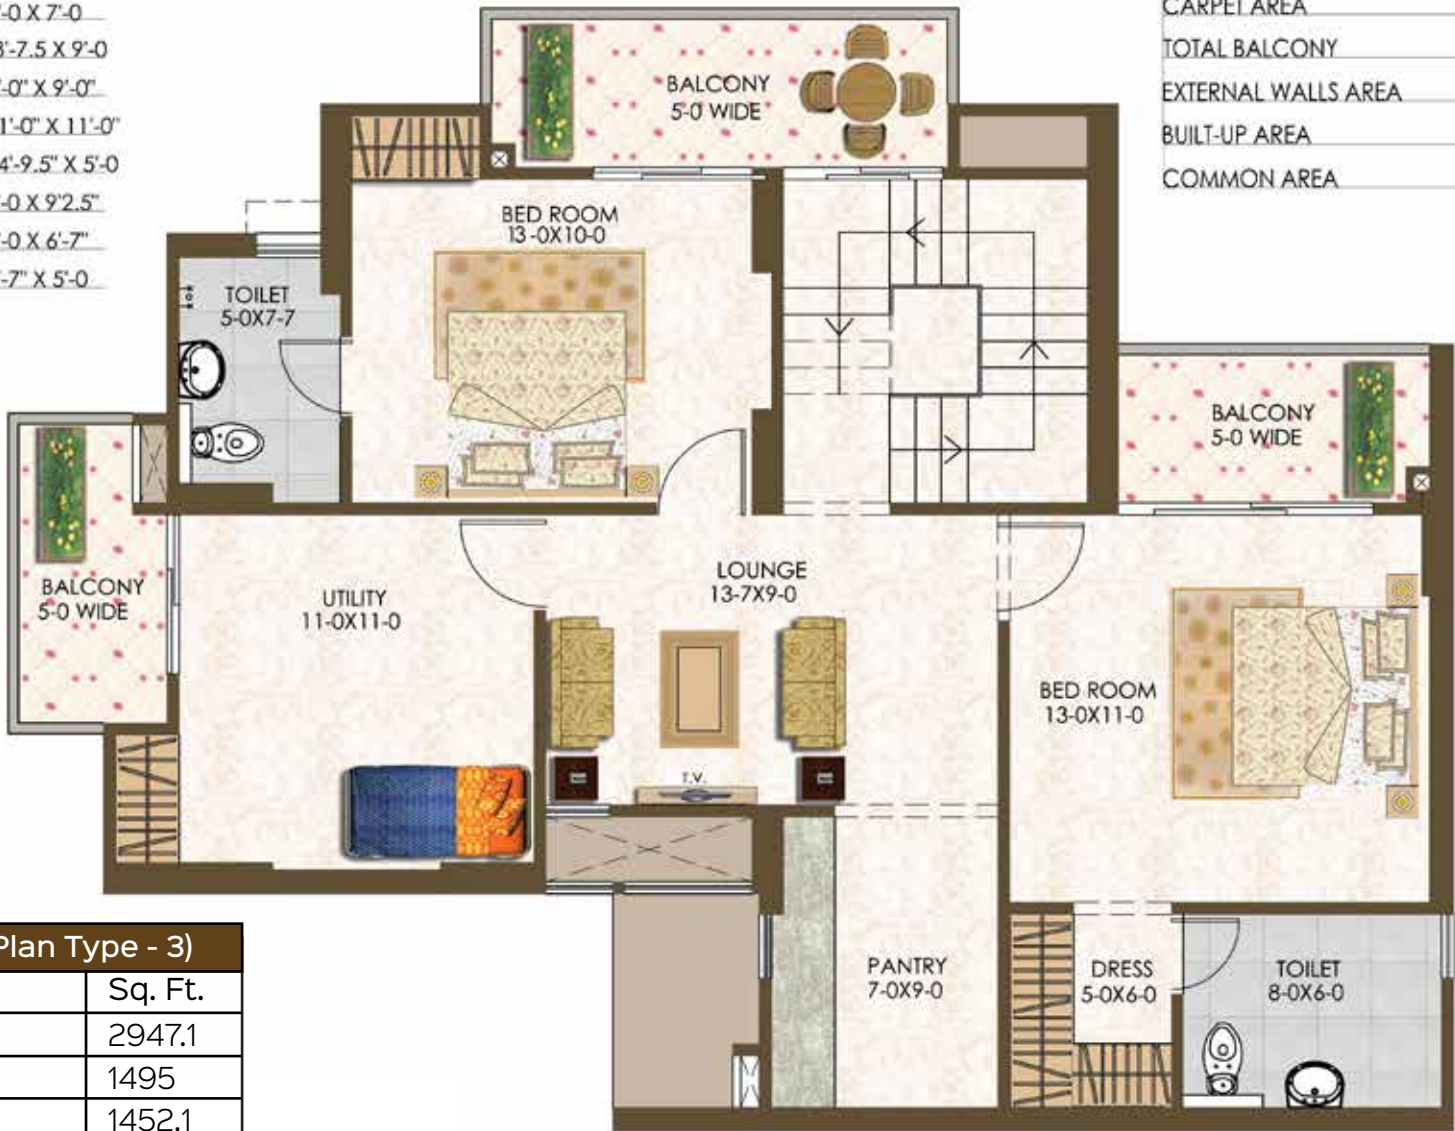 '-0 X 7'-0
3'-7.5 X 9'-0
'-0" X 9'-0"
1'-0" X 11'-0"
4'-9.5" X 5'-0
'-0 X 9'2.5"
'-0 X 6'-7"
'-7" X 5'-0
CARPET AREA
TOTAL BALCONY
EXTERNAL WALLS AREA
BUILT-UP AREA
COMMON AREA
BALCONY
5-0 WIDE
BED ROOM
13-0X10-0
TOILET
5-0X7-7
BALCONY
5-0 WIDE
BALCONY
5-0 WIDE
UTILITY
11-0X11-0
LOUNGE
13-7X9-0
BED ROOM
13-0X11-0
T.V.
PANTRY
7-0X9-0
DRESS
5-0X6-0
TOILET
8-0X6-0
Plan Type - 3)
Sq. Ft.
2947.1
1495
1452.1